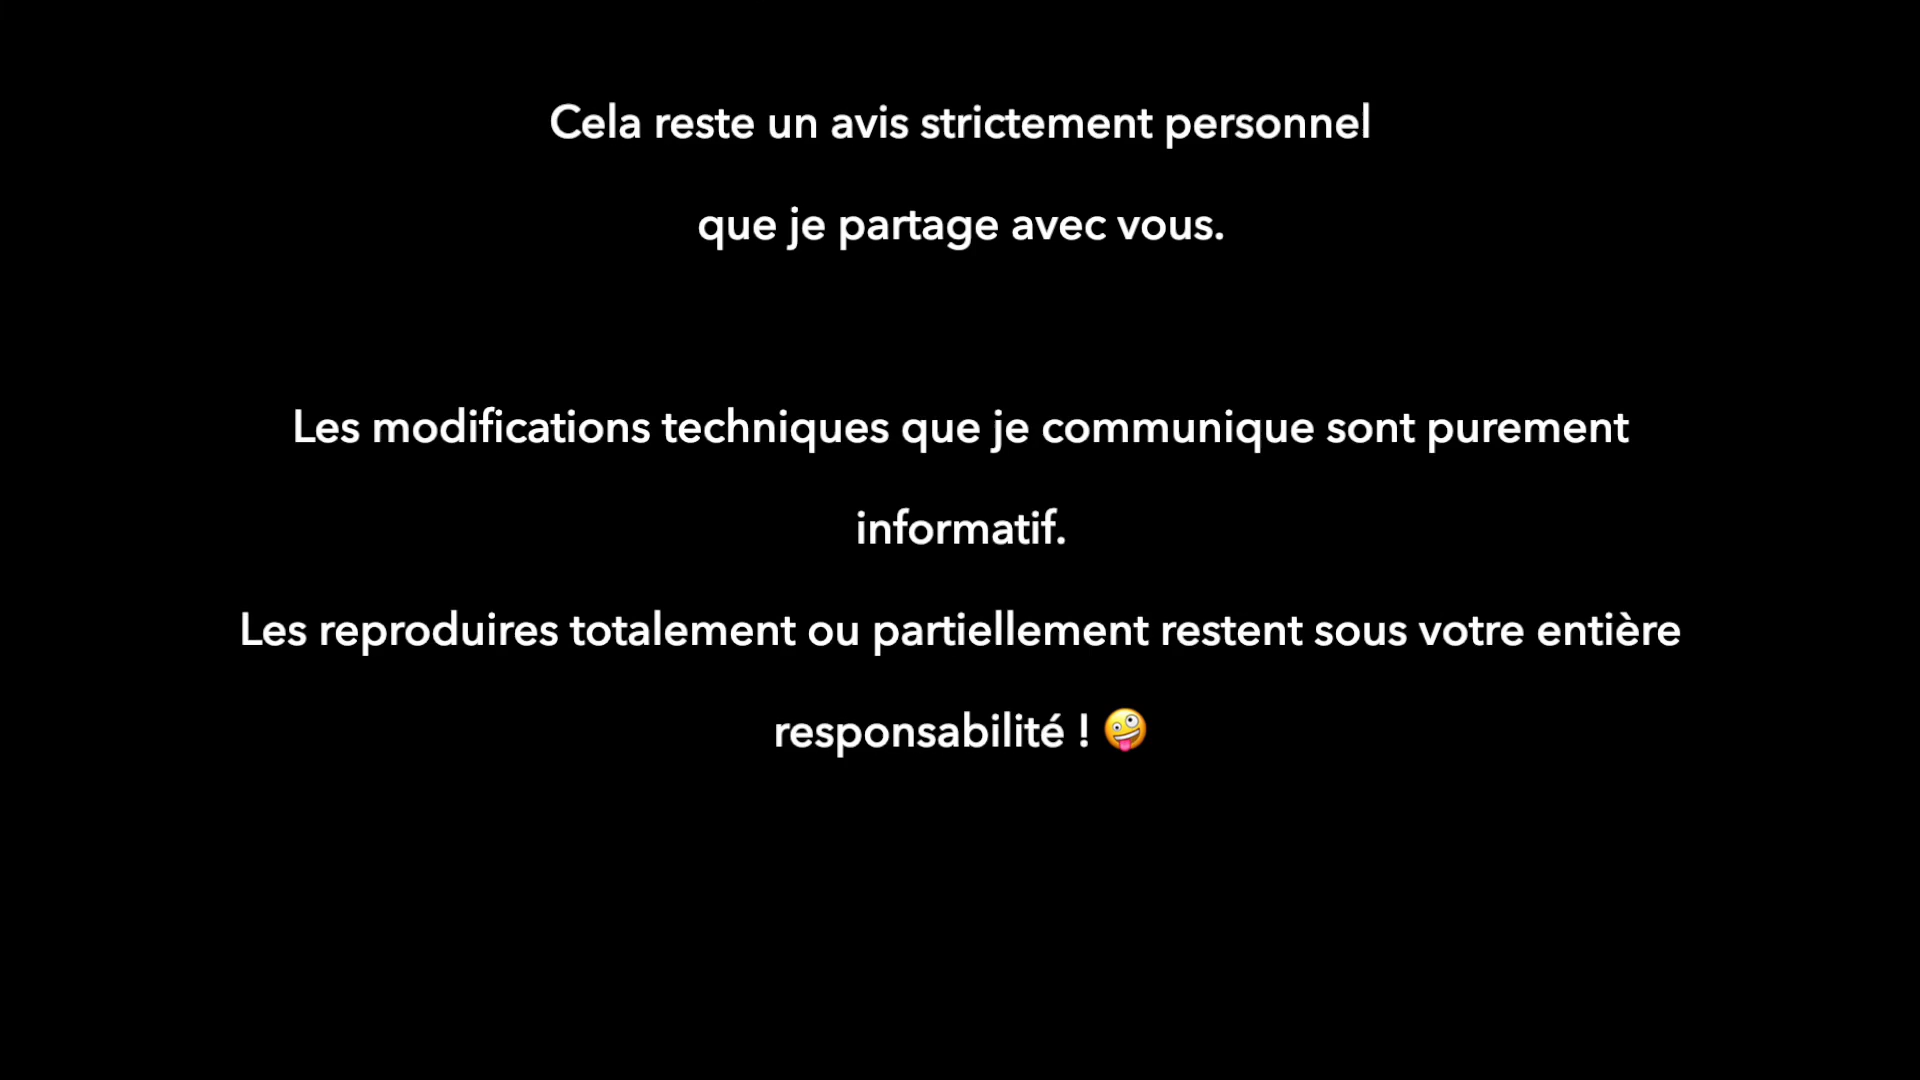 Cela reste un avis strictement personnel
que je partage avec vous.
Les modifications techniques que je communique sont purement
informatif.
Les reproduires totalement ou partiellement restent sous votre entière
responsabilité ! 🤪